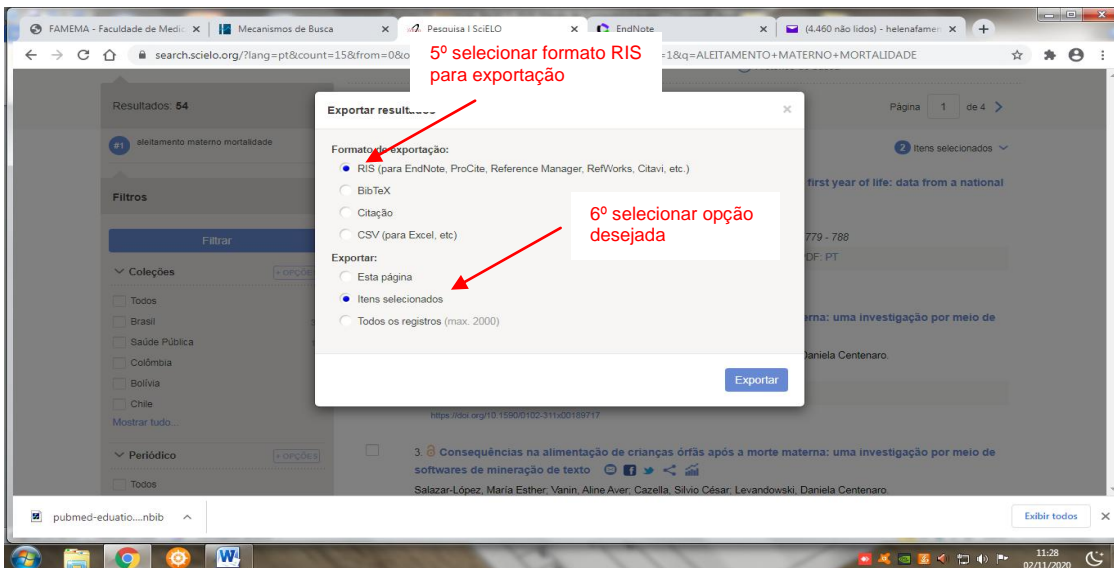 FAMEMA - Faculdade de Medic
Mecanismos de Busca
Pesquisa | SciELO
EndNote
(4.460 não lidos) - helenafamem
search.scielo.org/?lang=pt&count=15&from=0&o
=1&q=ALEITAMENTO+MATERNO+MORTALIDADE
5º selecionar formato RIS
para exportação
Resultados: 54
Página 1 de 4
#1 aleitamento materno mortalidade
2 Itens selecionados
Exportar
Formato de exportação:
RIS (para EndNote, ProCite, Reference Manager, RefWorks, Citavi, etc.)
BibTeX
Citação
CSV (para Excel, etc)
6º selecionar opção
desejada
Exportar:
Esta página
Itens selecionados
Todos os registros (max. 2000)
Exportar
Filtros
Filtrar
Coleções
+ OPÇÕES
Todos
Brasil
Saúde Pública
Colômbia
Bolívia
Chile
Mostrar tudo...
Periódico
+ OPÇÕES
Todos
first year of life: data from a national
779 - 788
PDF: PT
erna: uma investigação por meio de
Daniela Centenaro.
https://doi.org/10.1590/0102-311x00189717
3. Consequências na alimentação de crianças órfãs após a morte materna: uma investigação por meio de
softwares de mineração de texto
Salazar-López, María Esther; Vanin, Aline Aver; Cazella, Silvio César; Levandowski, Daniela Centenaro.
pubmed-eduatio....nbib
Exibir todos
11:28
02/11/2020